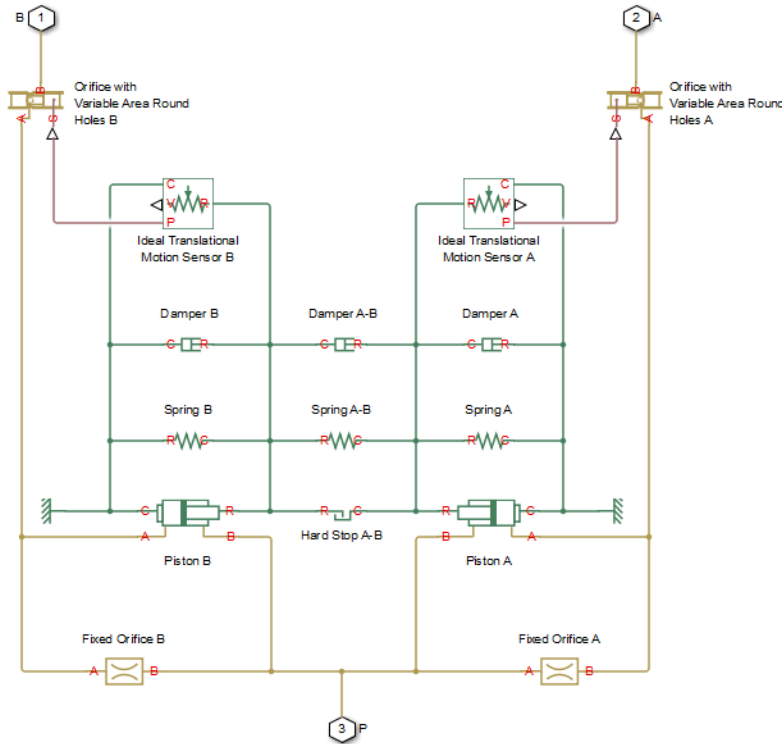 B 1
2 A
B
B
Orifice with
Variable Area Round
Holes B
Orifice with
Variable Area Round
Holes A
A S
S A
C
V R
P
C
R V
P
Ideal Translational
Motion Sensor B
Ideal Translational
Motion Sensor A
Damper B
Damper A-B
Damper A
C R
C R
C R
Spring B
Spring A-B
Spring A
R C
R C
R C
C R
R C
R C
Hard Stop A-B
A B
B A
Piston B
Piston A
Fixed Orifice B
Fixed Orifice A
A B
A B
3 P